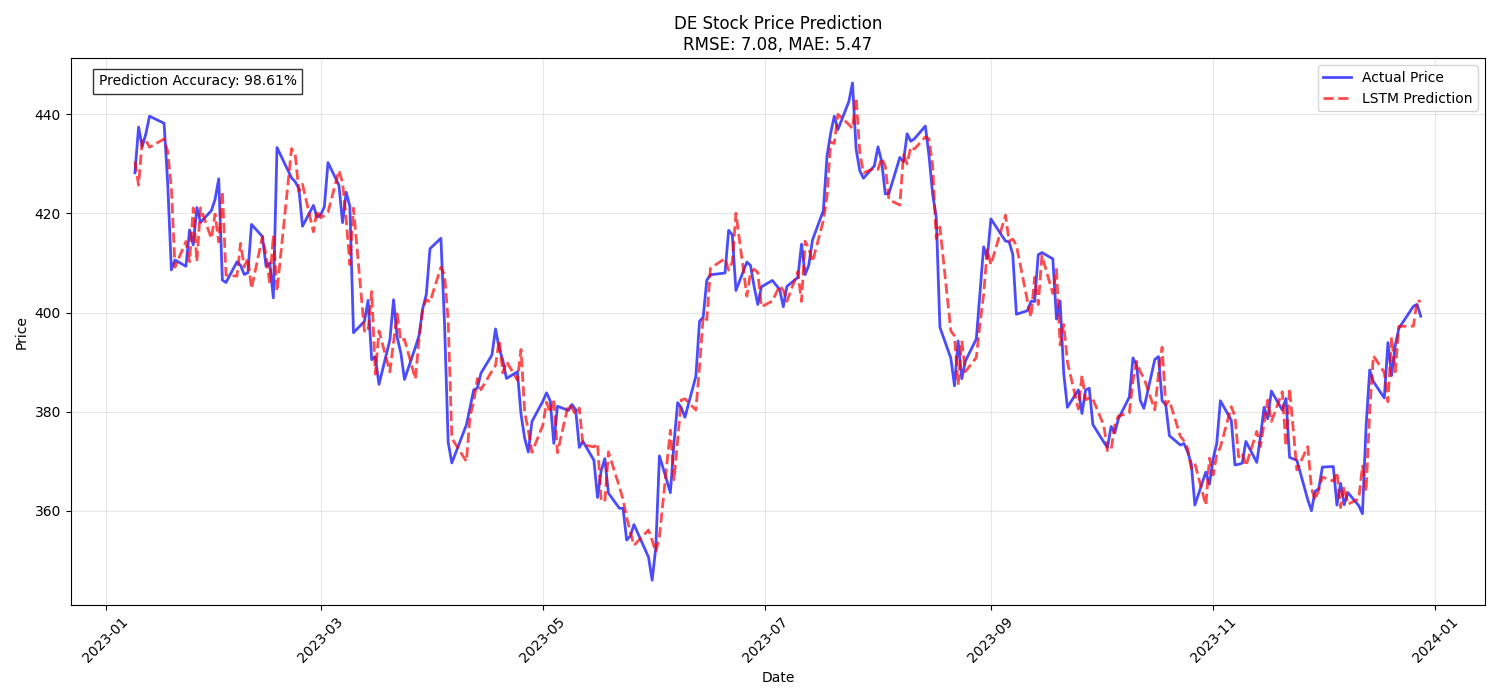 DE Stock Price Prediction
RMSE: 7.08, MAE: 5.47
Prediction Accuracy: 98.61%
Actual Price
LSTM Prediction
Price
440
420
400
380
360
2023-01
2023-03
2023-05
2023-07
2023-09
2023-11
2024-01
Date